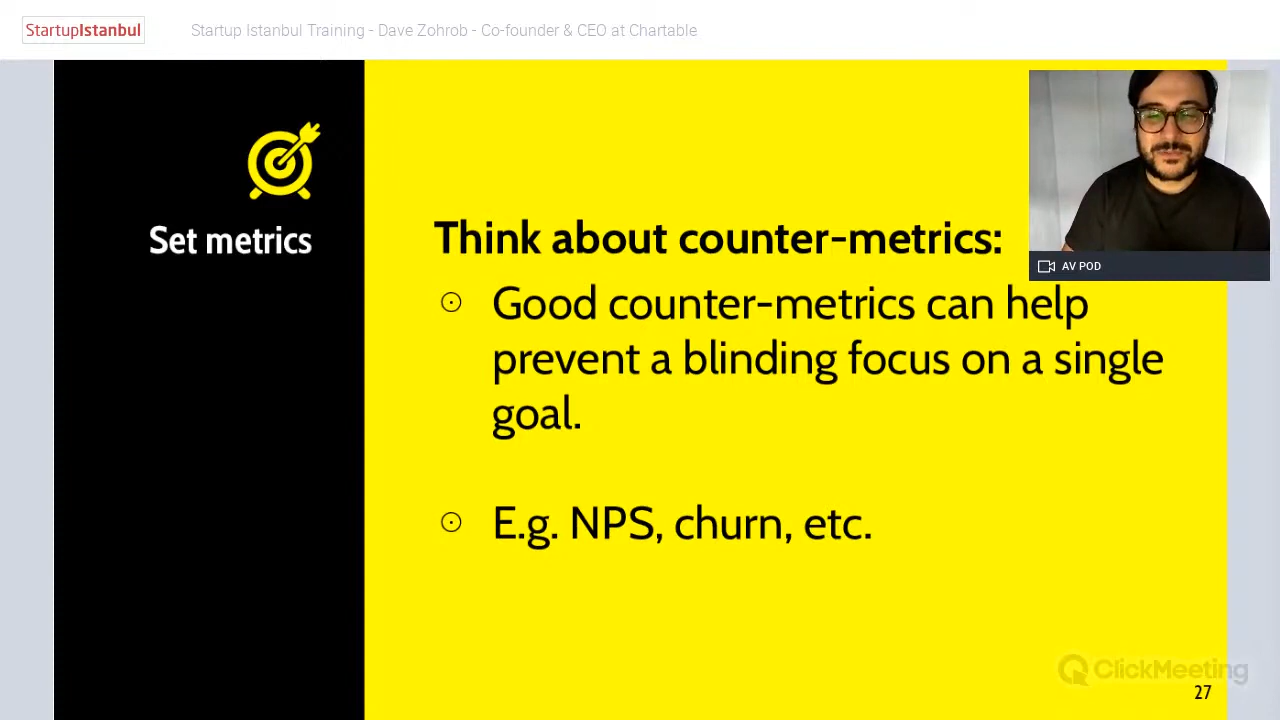 StartupIstanbul
Startup Istanbul Training - Dave Zohrob - Co-founder & CEO at Chartable
Set metrics
Think about counter-metrics:
Good counter-metrics can help
prevent a blinding focus on a single
goal.
E.g. NPS, churn, etc.
AV POD
ClickMeeting
27